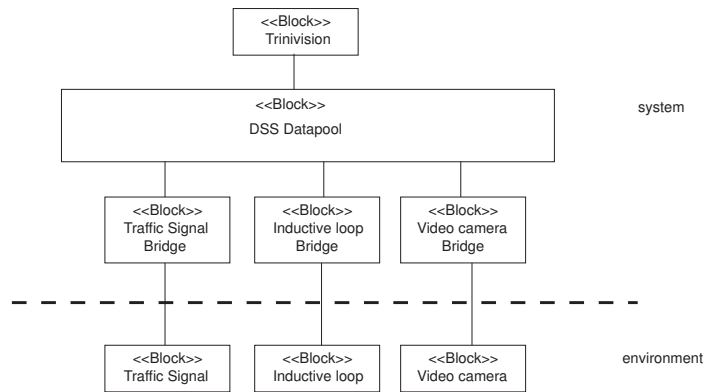 <<Block>>
Trinivision
<<Block>>
DSS Datapool
system
<<Block>>
Traffic Signal
Bridge
<<Block>>
Inductive loop
Bridge
<<Block>>
Video camera
Bridge
<<Block>>
Traffic Signal
<<Block>>
Inductive loop
<<Block>>
Video camera
environment